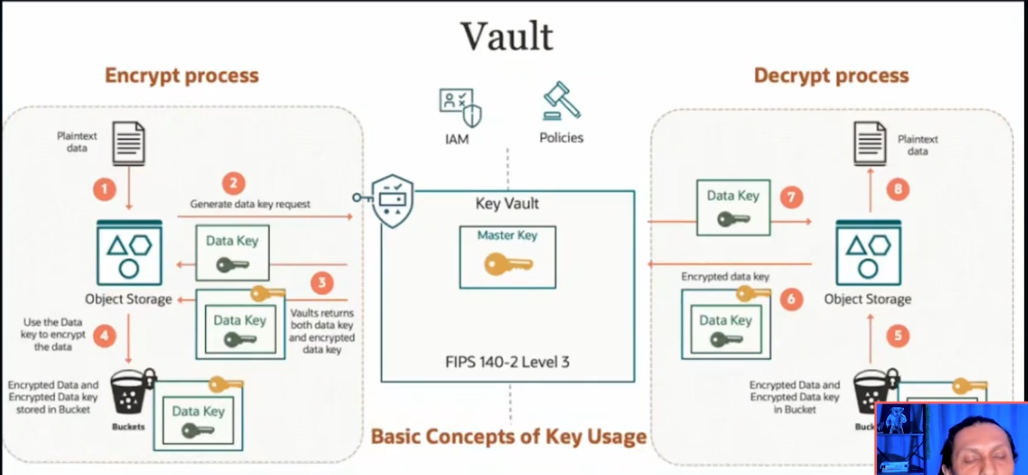 Vault
Encrypt process
Plaintext
data
1
2
Generate data key request
Data Key
3
Object Storage
Data Key
Vaults returns
both data key
and encrypted
data key
Use the Data
key to encrypt
the data
4
Encrypted Data and
Encrypted Data key
stored in Bucket
Buckets
Data Key
IAM
Policies
Key Vault
Master Key
FIPS 140-2 Level 3
Basic Concepts of Key Usage
Decrypt process
Plaintext
data
Data Key
7
8
Encrypted data key
6
Data Key
Object Storage
5
Encrypted Data and
Encrypted Data key
in Bucket